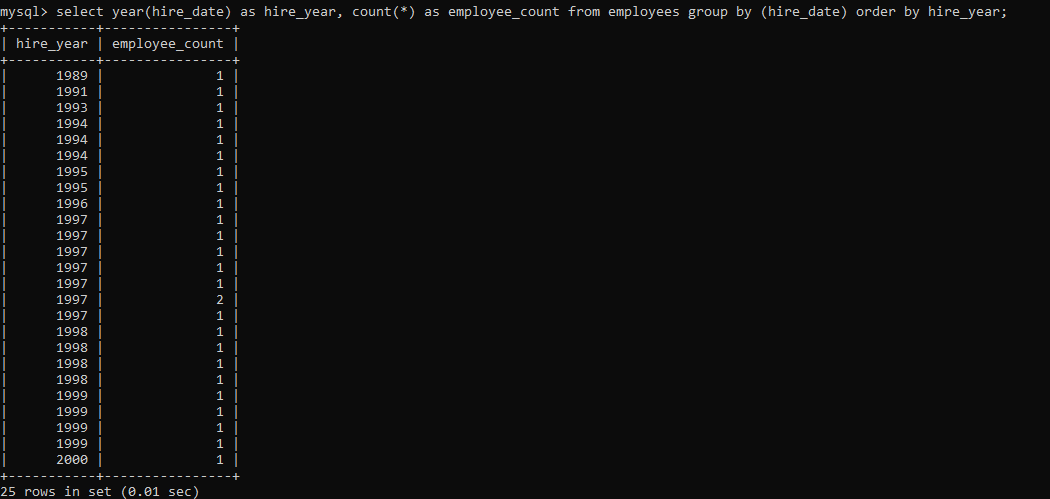 mysql> select year(hire_date) as hire_year, count(*) as employee_count from employees group by (hire_date) order by hire_year;
+-----------+----------------+
| hire_year | employee_count |
+-----------+----------------+
|      1989 |              1 |
|      1991 |              1 |
|      1993 |              1 |
|      1994 |              1 |
|      1994 |              1 |
|      1994 |              1 |
|      1995 |              1 |
|      1995 |              1 |
|      1996 |              1 |
|      1997 |              1 |
|      1997 |              1 |
|      1997 |              1 |
|      1997 |              1 |
|      1997 |              1 |
|      1997 |              2 |
|      1997 |              1 |
|      1998 |              1 |
|      1998 |              1 |
|      1998 |              1 |
|      1998 |              1 |
|      1999 |              1 |
|      1999 |              1 |
|      1999 |              1 |
|      1999 |              1 |
|      2000 |              1 |
+-----------+----------------+
25 rows in set (0.01 sec)